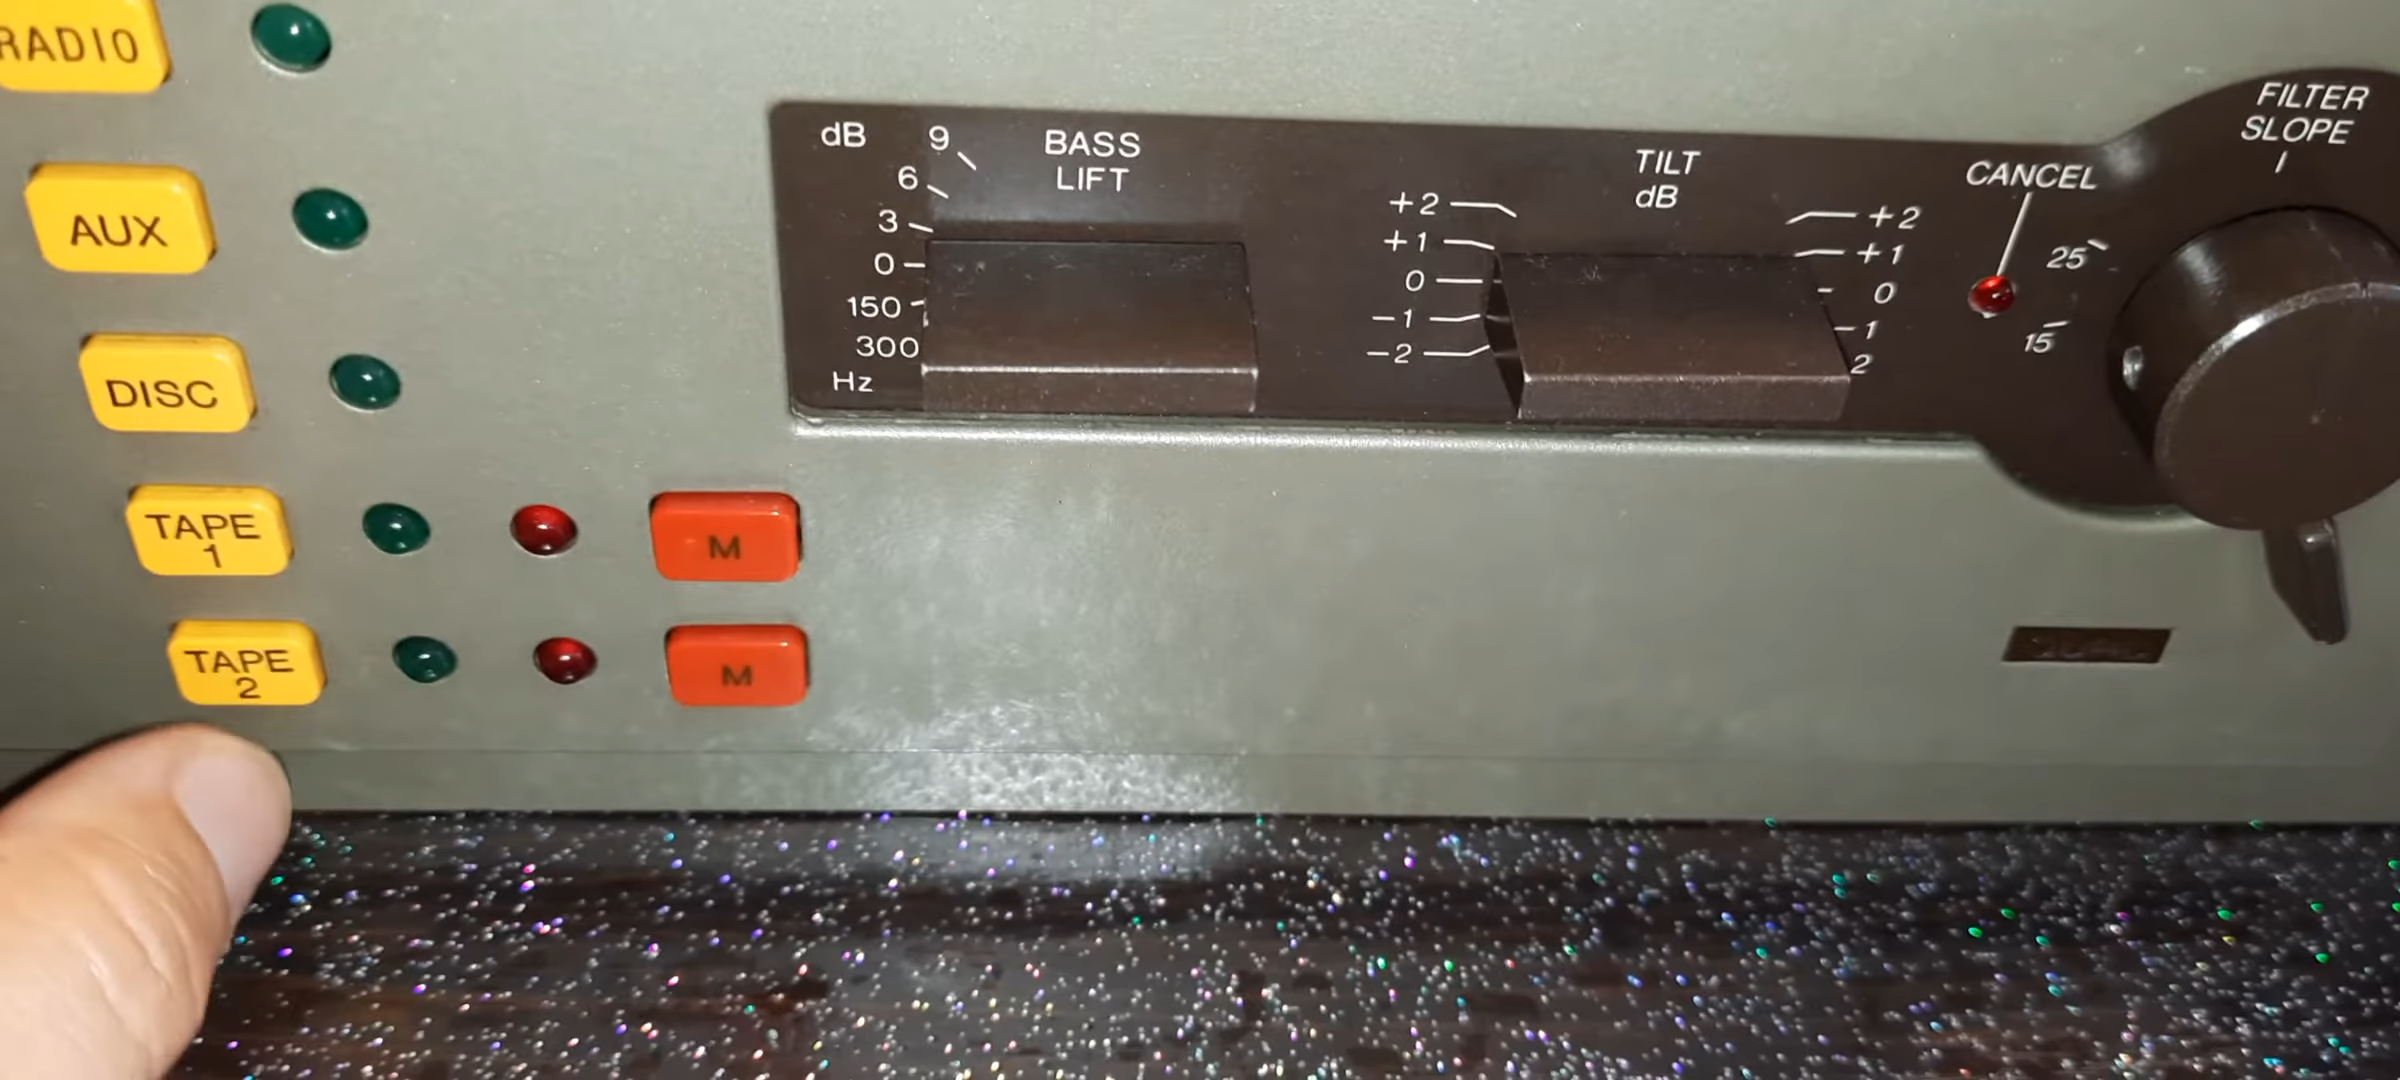 RADIO
AUX
DISC
TAPE
1
M
TAPE
2
M
dB
9
6
3
0
150
300
Hz
BASS
LIFT
TILT
dB
+2
+1
0
-1
-2
+2
+1
0
-1
2
CANCEL
25
15
FILTER
SLOPE